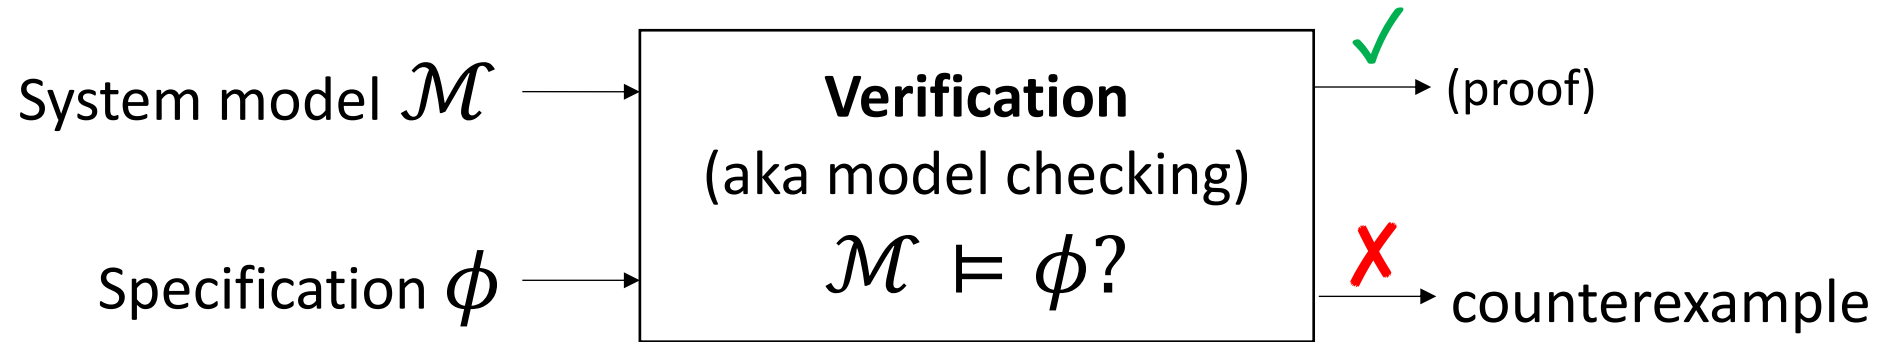 System model ℳ
Specification ϕ
Verification
(aka model checking)
ℳ ⊨ ϕ?
✓
(proof)
✗
counterexample